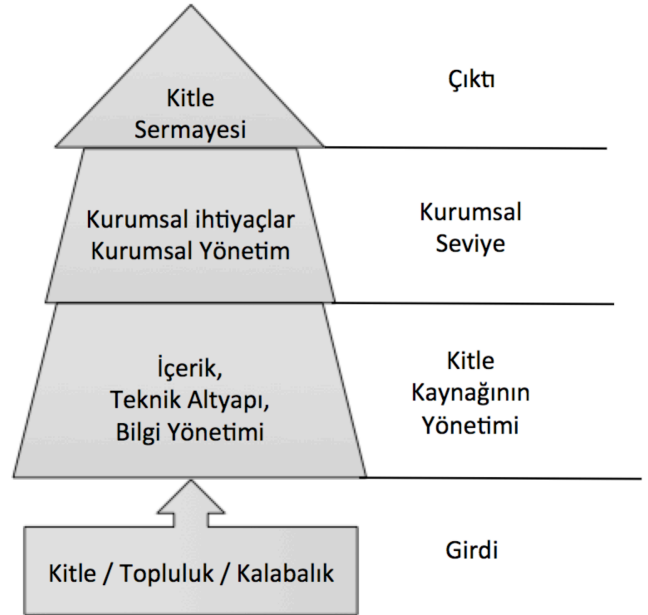 Kitle
Sermayesi
Çıktı
Kurumsal ihtiyaçlar
Kurumsal Yönetim
Kurumsal
Seviye
İçerik,
Teknik Altyapı,
Bilgi Yönetimi
Kitle
Kaynağının
Yönetimi
Kitle / Topluluk / Kalabalık
Girdi